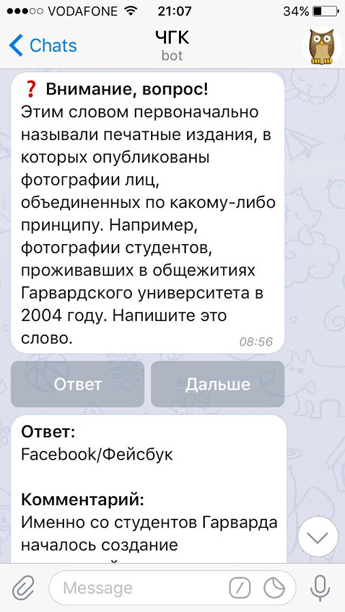 VODAFONE 21:07 34%
Chats ЧГК
bot
❓ Внимание, вопрос!
Этим словом первоначально
называли печатные издания, в
которых опубликованы
фотографии лиц,
объединенных по какому-либо
принципу. Например,
фотографии студентов,
проживавших в общежитиях
Гарвардского университета в
2004 году. Напишите это
слово.
08:56
Ответ Дальше
Ответ:
Facebook/Фейсбук
Комментарий:
Именно со студентов Гарварда
началось создание
Message